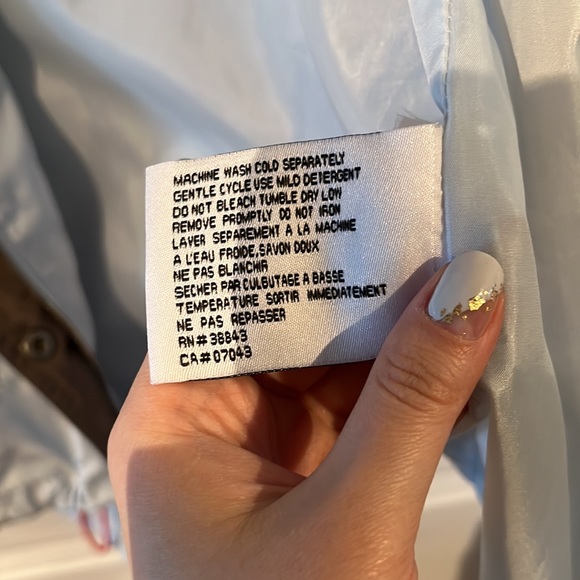 MACHINE WASH COLD SEPARATELY
GENTLE CYCLE USE MILD DETERGENT
DO NOT BLEACH TUMBLE DRY LOW
REMOVE PROMPTLY DO NOT IRON
LAYER SEPAREMENT A LA MACHINE
A L'EAU FROIDE,SAVON DOUX
NE PAS BLANCHIR
SECHER PAR CULBUTAGE A BASSE
TEMPERATURE SORTIR IMMEDIATEMENT
NE PAS REPASSER
RN#38843
CA#07043